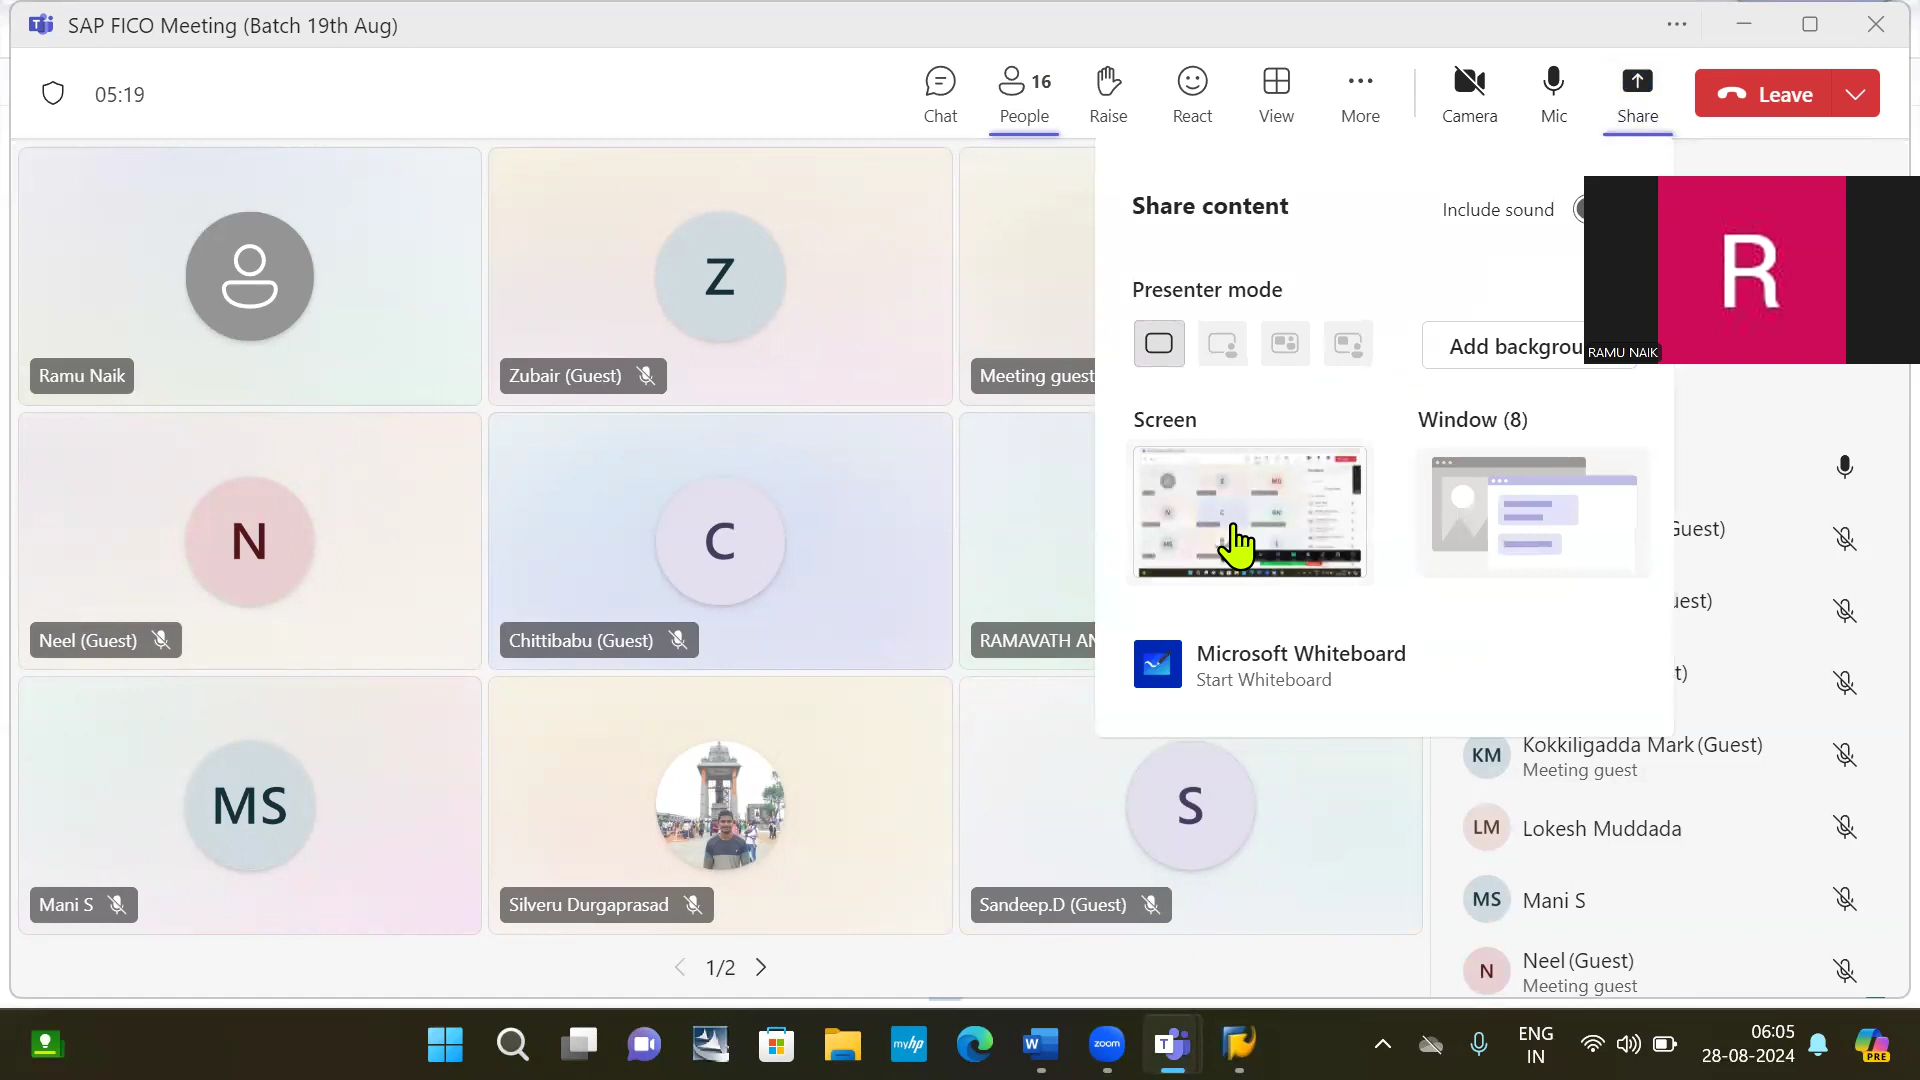 SAP FICO Meeting (Batch 19th Aug)
05:19
Chat
16
People
Raise
React
View
More
Camera
Mic
Share
Leave
Ramu Naik
Z
Zubair (Guest)
Meeting guest
N
Neel (Guest)
C
Chittibabu (Guest)
RAMAVATH AN
MS
Mani S
Silveru Durgaprasad
S
Sandeep.D (Guest)
1/2
Share content
Include sound
Presenter mode
Add backgrou
R
RAMU NAIK
Screen
Window (8)
Microsoft Whiteboard
Start Whiteboard
Guest)
uest)
t)
KM
Kokkiligadda Mark (Guest)
Meeting guest
LM
Lokesh Muddada
MS
Mani S
N
Neel (Guest)
Meeting guest
myhp
W
zoom
T
ENG
IN
06:05
28-08-2024
PRE